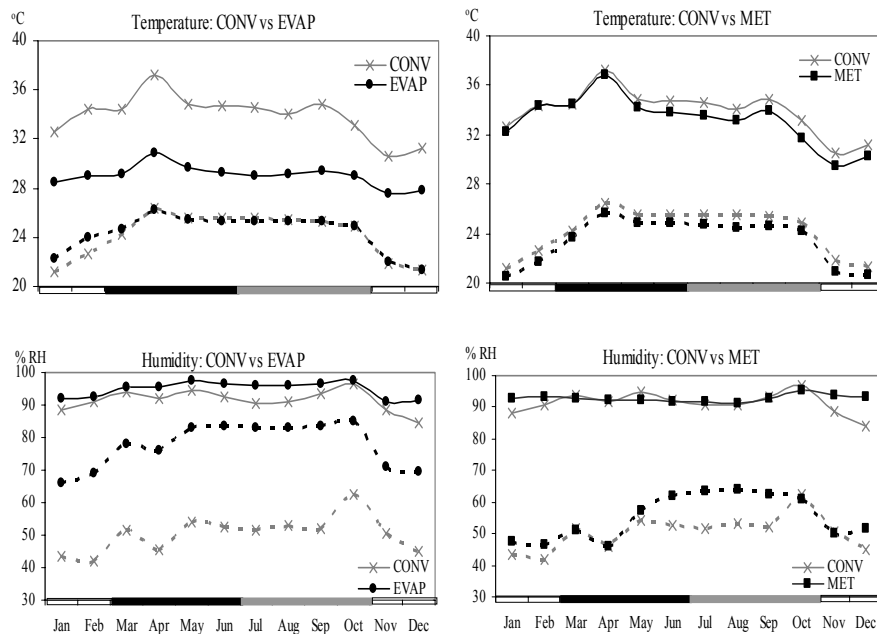 ºC
Temperature: CONV vs EVAP
40
36
32
28
24
20
CONV
EVAP
ºC
Temperature: CONV vs MET
40
36
32
28
24
20
CONV
MET
% RH
Humidity: CONV vs EVAP
100
90
80
70
60
50
40
30
CONV
EVAP
Jan Feb Mar Apr May Jun Jul Aug Sep Oct Nov Dec
% RH
Humidity: CONV vs MET
100
90
80
70
60
50
40
30
CONV
MET
Jan Feb Mar Apr May Jun Jul Aug Sep Oct Nov Dec